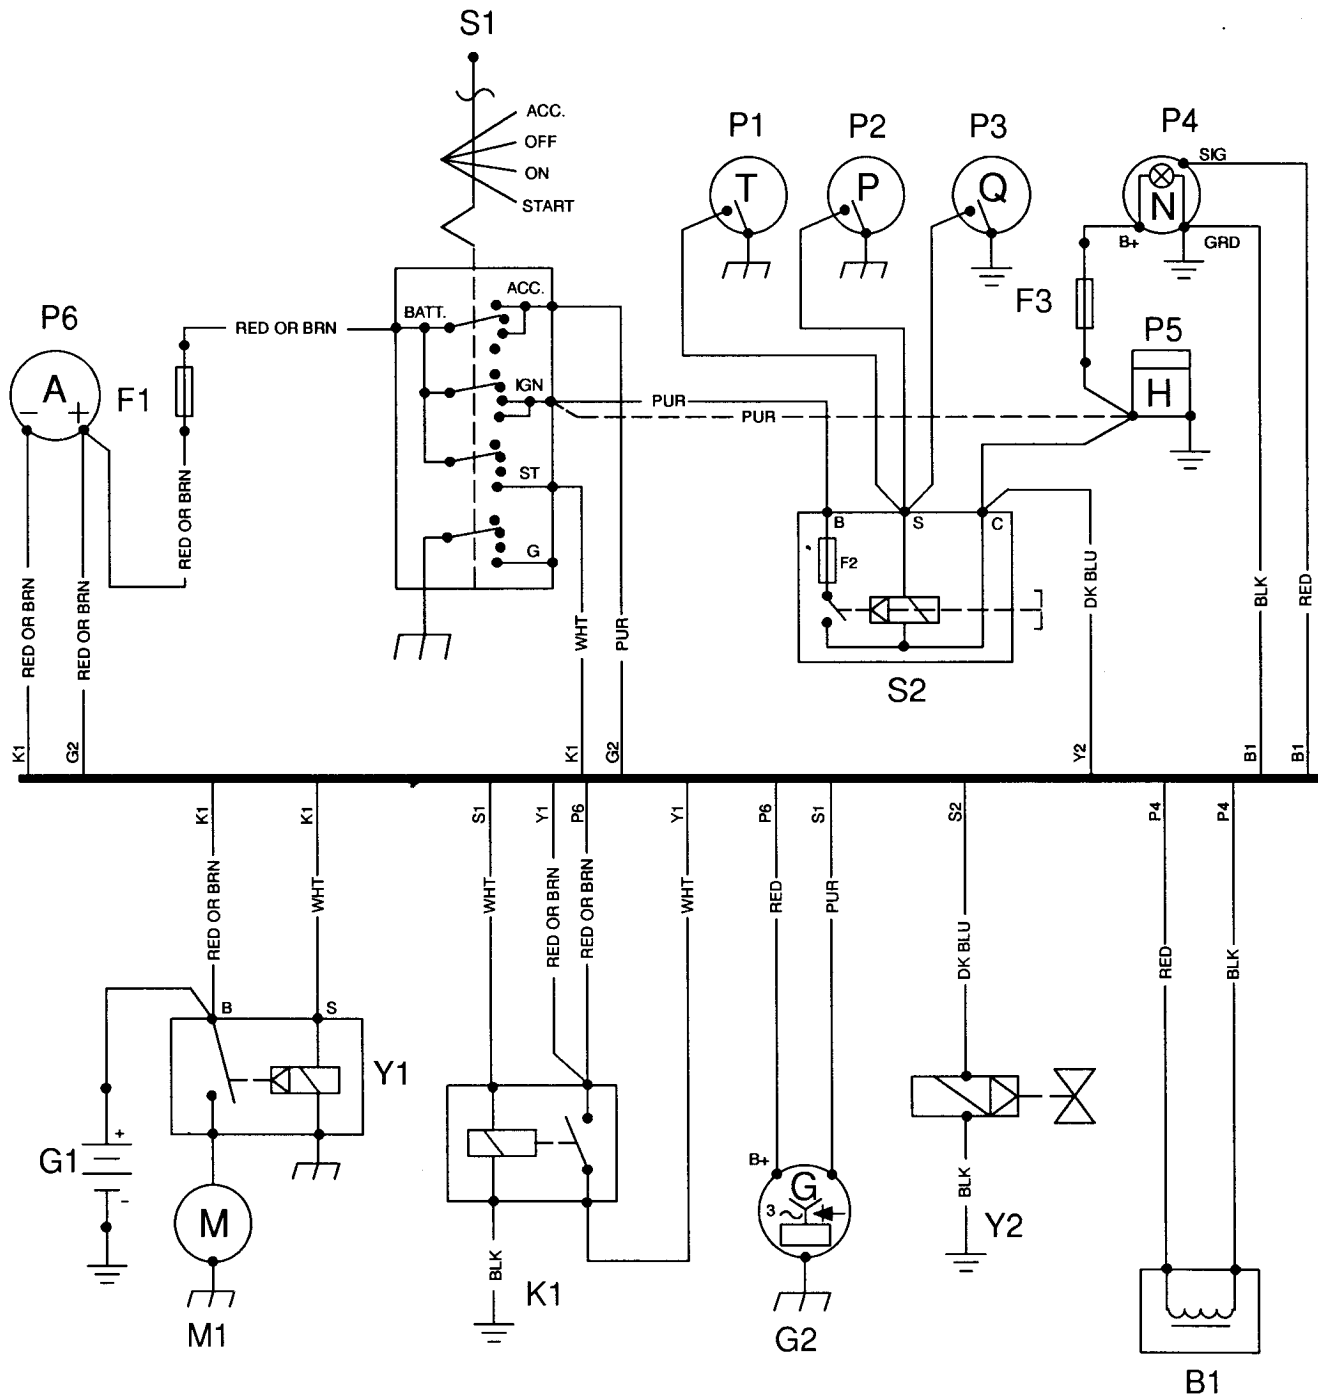 S1
ACC.
OFF
ON
START
P1
P2
P3
P4
T
P
Q
N
SIG
B+
GRD
F3
P5
H
P6
A
- +
F1
RED OR BRN
BATT.
ACC.
IGN
ST
G
PUR
PUR
B
S
C
F2
S2
RED OR BRN
RED OR BRN
RED OR BRN
WHT
PUR
DK BLU
BLK
RED
K1
G2
K1
G2
Y2
B1
B1
K1
K1
S1
Y1
P6
Y1
P6
S1
S2
P4
P4
RED OR BRN
WHT
WHT
RED OR BRN
RED OR BRN
WHT
RED
PUR
DK BLU
RED
BLK
B
S
Y1
G1
+
-
M
M1
BLK
K1
B+
G
3
G2
BLK
Y2
B1